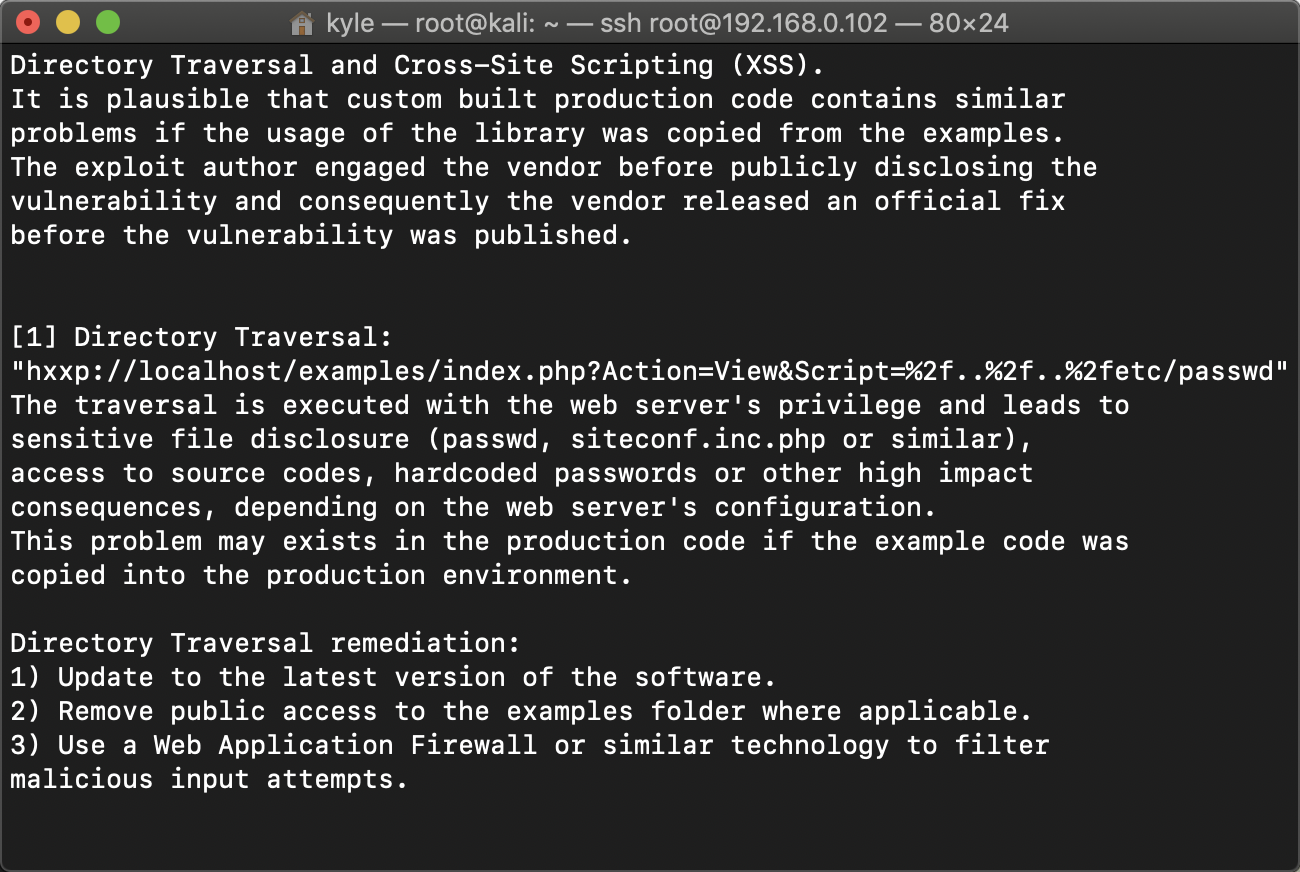 kyle — root@kali: ~ — ssh root@192.168.0.102 — 80×24
Directory Traversal and Cross-Site Scripting (XSS).
It is plausible that custom built production code contains similar
problems if the usage of the library was copied from the examples.
The exploit author engaged the vendor before publicly disclosing the
vulnerability and consequently the vendor released an official fix
before the vulnerability was published.
[1] Directory Traversal:
"hxxp://localhost/examples/index.php?Action=View&Script=%2f..%2f..%2fetc/passwd"
The traversal is executed with the web server's privilege and leads to
sensitive file disclosure (passwd, siteconf.inc.php or similar),
access to source codes, hardcoded passwords or other high impact
consequences, depending on the web server's configuration.
This problem may exists in the production code if the example code was
copied into the production environment.
Directory Traversal remediation:
1) Update to the latest version of the software.
2) Remove public access to the examples folder where applicable.
3) Use a Web Application Firewall or similar technology to filter
malicious input attempts.